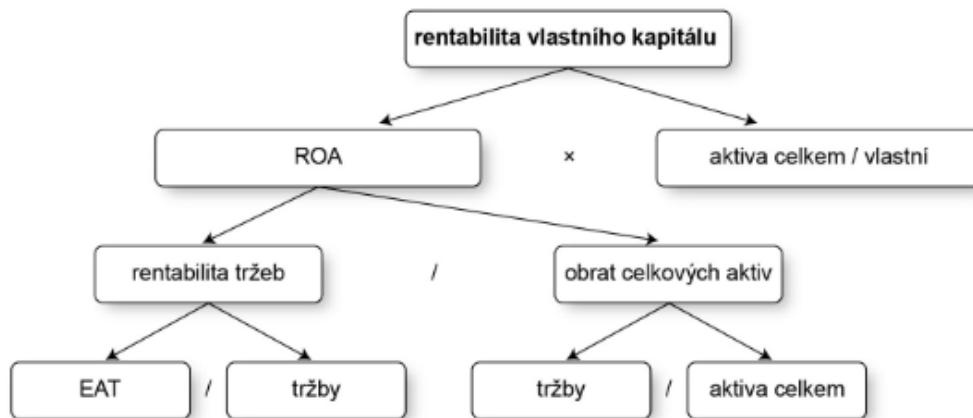 rentabilita vlastního kapitálu
ROA × aktiva celkem / vlastní
rentabilita tržeb / obrat celkových aktiv
EAT / tržby tržby / aktiva celkem